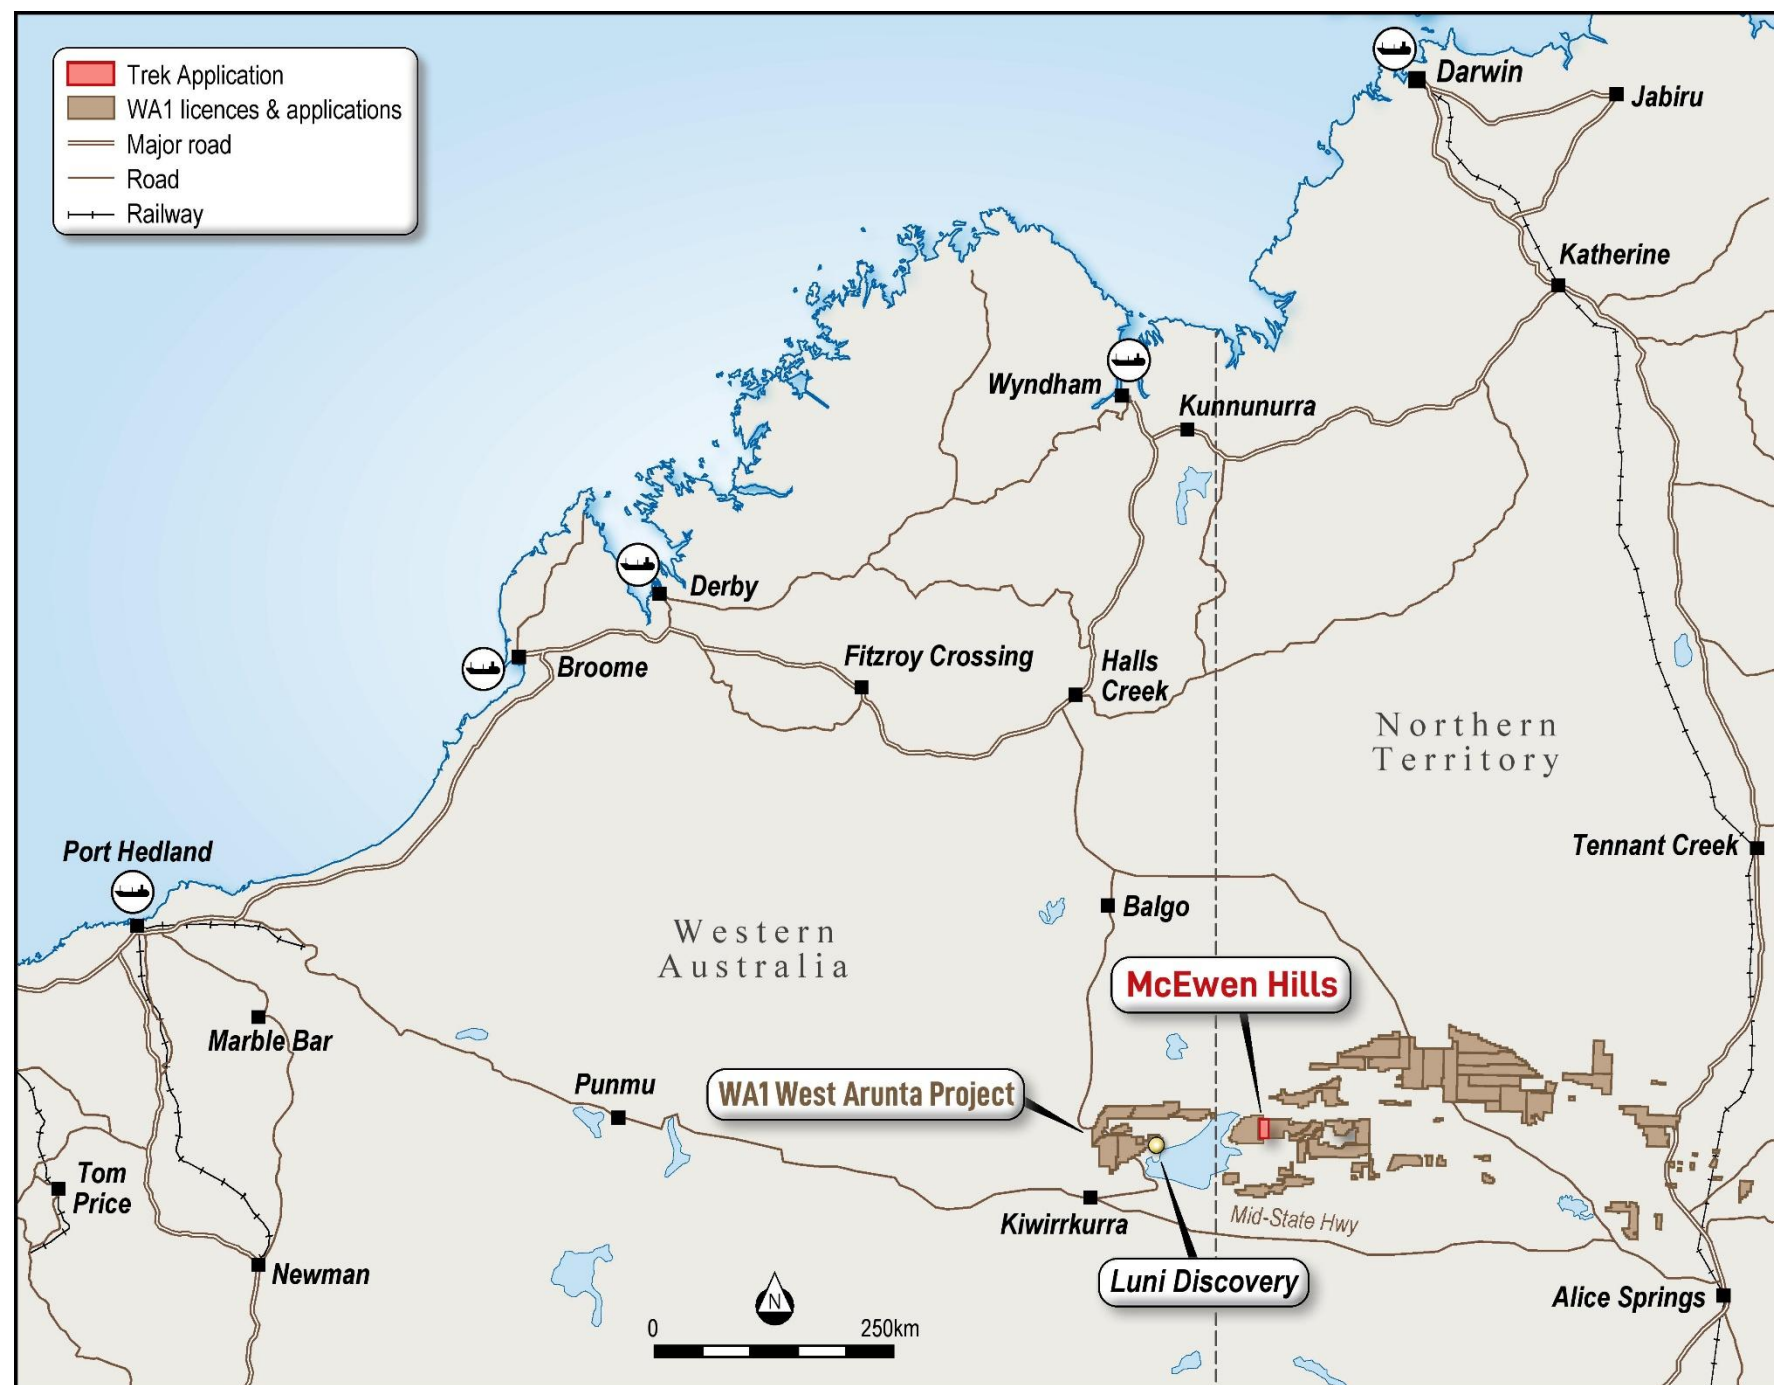 Trek Application
WA1 licences & applications
Major road
Road
Railway
Darwin
Jabiru
Katherine
Wyndham
Kunnunurra
Derby
Broome
Fitzroy Crossing
Halls
Creek
Northern
Territory
Port Hedland
Tennant Creek
Balgo
Western
Australia
McEwen Hills
Marble Bar
Punmu
WA1 West Arunta Project
Tom
Price
Kiwirrkurra
Mid-State Hwy
Newman
Luni Discovery
Alice Springs
N
0
250km